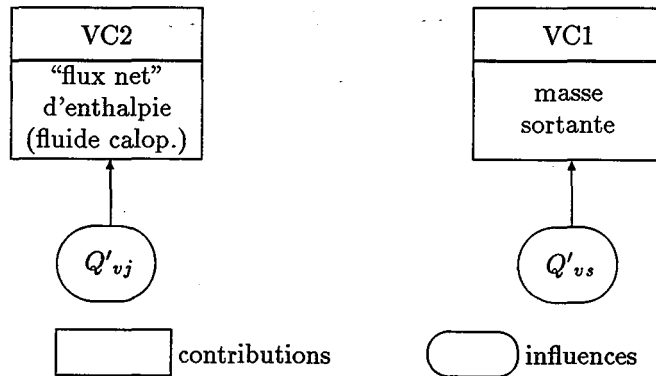 VC2
"flux net"
d'enthalpie
(fluide calop.)
Q'vj
VC1
masse
sortante
Q'vs
contributions
influences